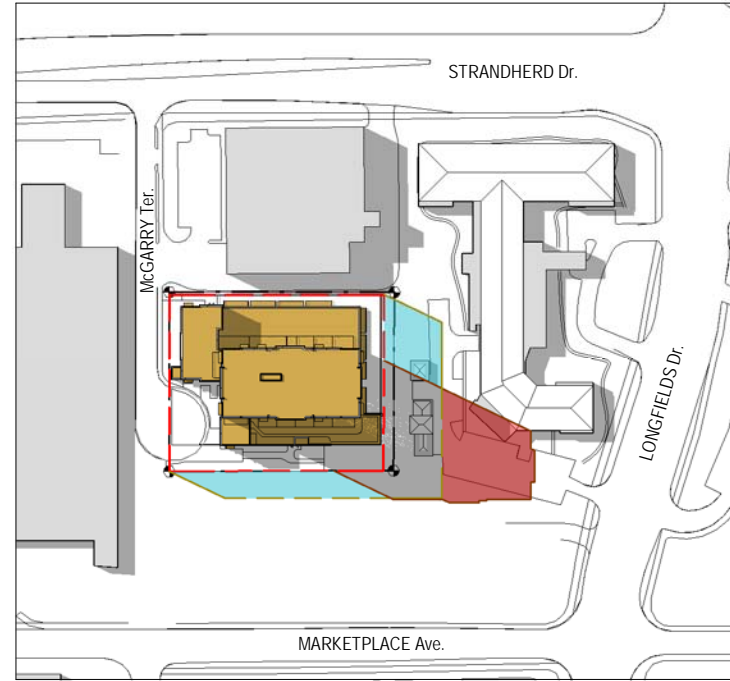 STRANDHERD Dr.
McGARRY Ter.
LONGFIELDS Dr.
MARKETPLACE Ave.